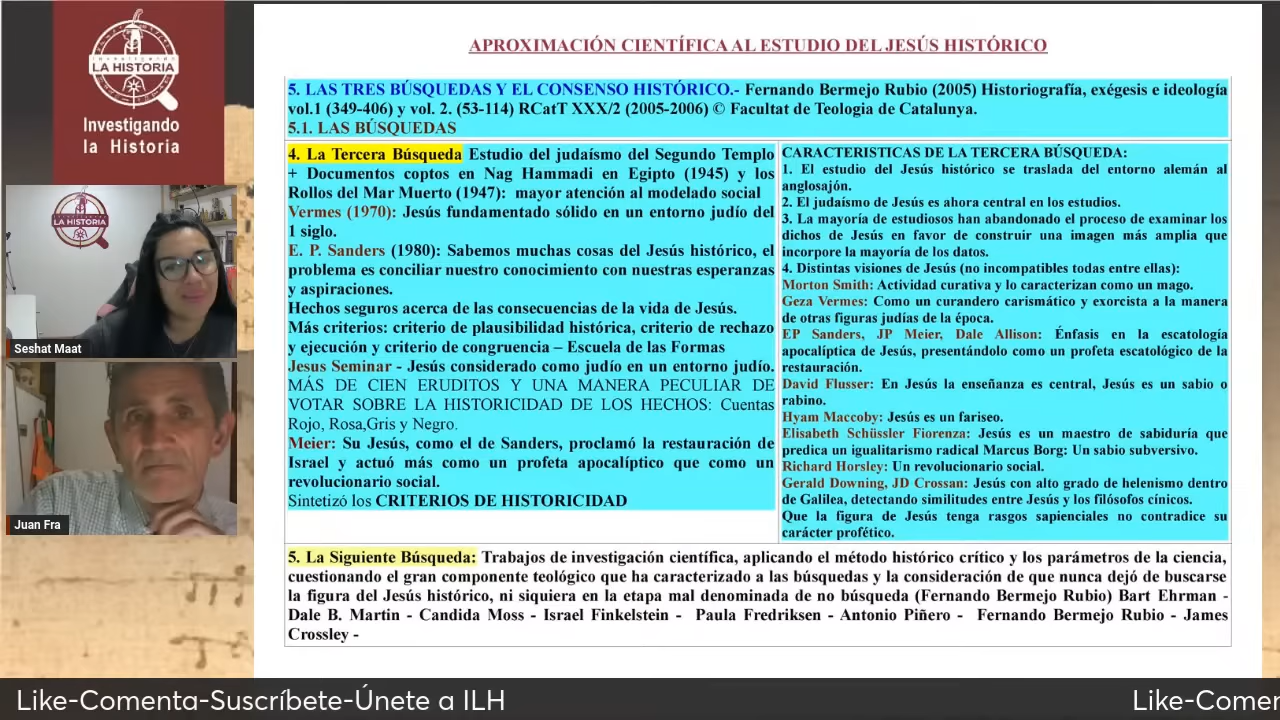 LA HISTORIA
Investigando
la Historia
LA HISTORIA
Seshat Maat
Juan Fra
APROXIMACIÓN CIENTÍFICA AL ESTUDIO DEL JESÚS HISTÓRICO
5. LAS TRES BÚSQUEDAS Y EL CONSENSO HISTÓRICO.- Fernando Bermejo Rubio (2005) Historiografía, exégesis e ideología
vol.1 (349-406) y vol. 2. (53-114) RCatT XXX/2 (2005-2006) © Facultat de Teologia de Catalunya.
5.1. LAS BÚSQUEDAS
4. La Tercera Búsqueda Estudio del judaísmo del Segundo Templo
+ Documentos coptos en Nag Hammadi en Egipto (1945) y los
Rollos del Mar Muerto (1947): mayor atención al modelado social
Vermes (1970): Jesús fundamentado sólido en un entorno judío del
1 siglo.
E. P. Sanders (1980): Sabemos muchas cosas del Jesús histórico, el
problema es conciliar nuestro conocimiento con nuestras esperanzas
y aspiraciones.
Hechos seguros acerca de las consecuencias de la vida de Jesús.
Más criterios: criterio de plausibilidad histórica, criterio de rechazo
y ejecución y criterio de congruencia – Escuela de las Formas
Jesus Seminar - Jesús considerado como judío en un entorno judío.
MÁS DE CIEN ERUDITOS Y UNA MANERA PECULIAR DE
VOTAR SOBRE LA HISTORICIDAD DE LOS HECHOS: Cuentas
Rojo, Rosa,Gris y Negro.
Meier: Su Jesús, como el de Sanders, proclamó la restauración de
Israel y actuó más como un profeta apocalíptico que como un
revolucionario social.
Sintetizó los CRITERIOS DE HISTORICIDAD
CARACTERISTICAS DE LA TERCERA BÚSQUEDA:
1. El estudio del Jesús histórico se traslada del entorno alemán al
anglosajón.
2. El judaísmo de Jesús es ahora central en los estudios.
3. La mayoría de estudiosos han abandonado el proceso de examinar los
dichos de Jesús en favor de construir una imagen más amplia que
incorpore la mayoría de los datos.
4. Distintas visiones de Jesús (no incompatibles todas entre ellas):
Morton Smith: Actividad curativa y lo caracterizan como un mago.
Geza Vermes: Como un curandero carismático y exorcista a la manera
de otras figuras judías de la época.
EP Sanders, JP Meier, Dale Allison: Énfasis en la escatología
apocalíptica de Jesús, presentándolo como un profeta escatológico de la
restauración.
David Flusser: En Jesús la enseñanza es central, Jesús es un sabio o
rabino.
Hyam Maccoby: Jesús es un fariseo.
Elisabeth Schüssler Fiorenza: Jesús es un maestro de sabiduría que
predica un igualitarismo radical Marcus Borg: Un sabio subversivo.
Richard Horsley: Un revolucionario social.
Gerald Downing, JD Crossan: Jesús con alto grado de helenismo dentro
de Galilea, detectando similitudes entre Jesús y los filósofos cínicos.
Que la figura de Jesús tenga rasgos sapienciales no contradice su
carácter profético.
5. La Siguiente Búsqueda: Trabajos de investigación científica, aplicando el método histórico crítico y los parámetros de la ciencia,
cuestionando el gran componente teológico que ha caracterizado a las búsquedas y la consideración de que nunca dejó de buscarse
la figura del Jesús histórico, ni siquiera en la etapa mal denominada de no búsqueda (Fernando Bermejo Rubio) Bart Ehrman -
Dale B. Martin - Candida Moss - Israel Finkelstein - Paula Fredriksen - Antonio Piñero - Fernando Bermejo Rubio - James
Crossley -
Like-Comenta-Suscríbete-Únete a ILH
Like-Comer